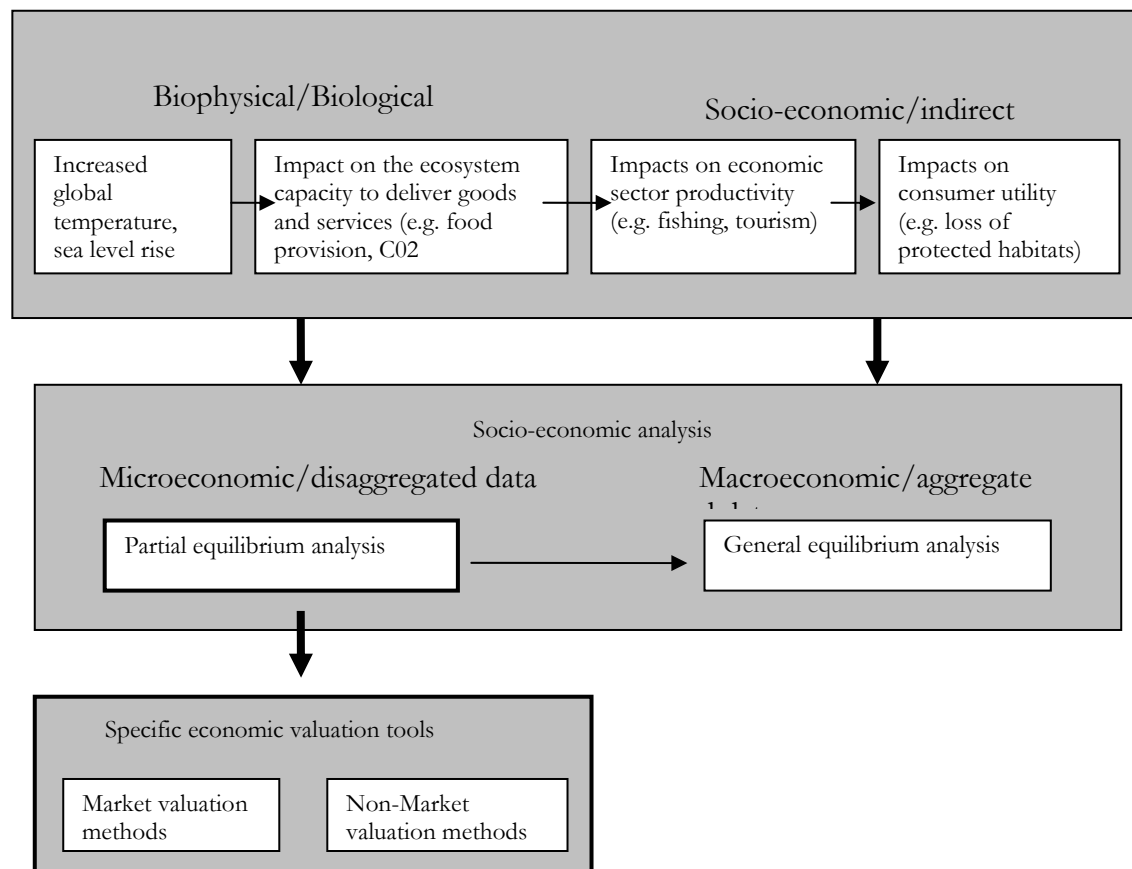 Biophysical/Biological
Socio-economic/indirect
Increased
global
temperature,
sea level rise
Impact on the ecosystem
capacity to deliver goods
and services (e.g. food
provision, C02
Impacts on economic
sector productivity
(e.g. fishing, tourism)
Impacts on
consumer utility
(e.g. loss of
protected habitats)
Socio-economic analysis
Microeconomic/disaggregated data
Macroeconomic/aggregate
Partial equilibrium analysis
General equilibrium analysis
Specific economic valuation tools
Market valuation
methods
Non-Market
valuation methods